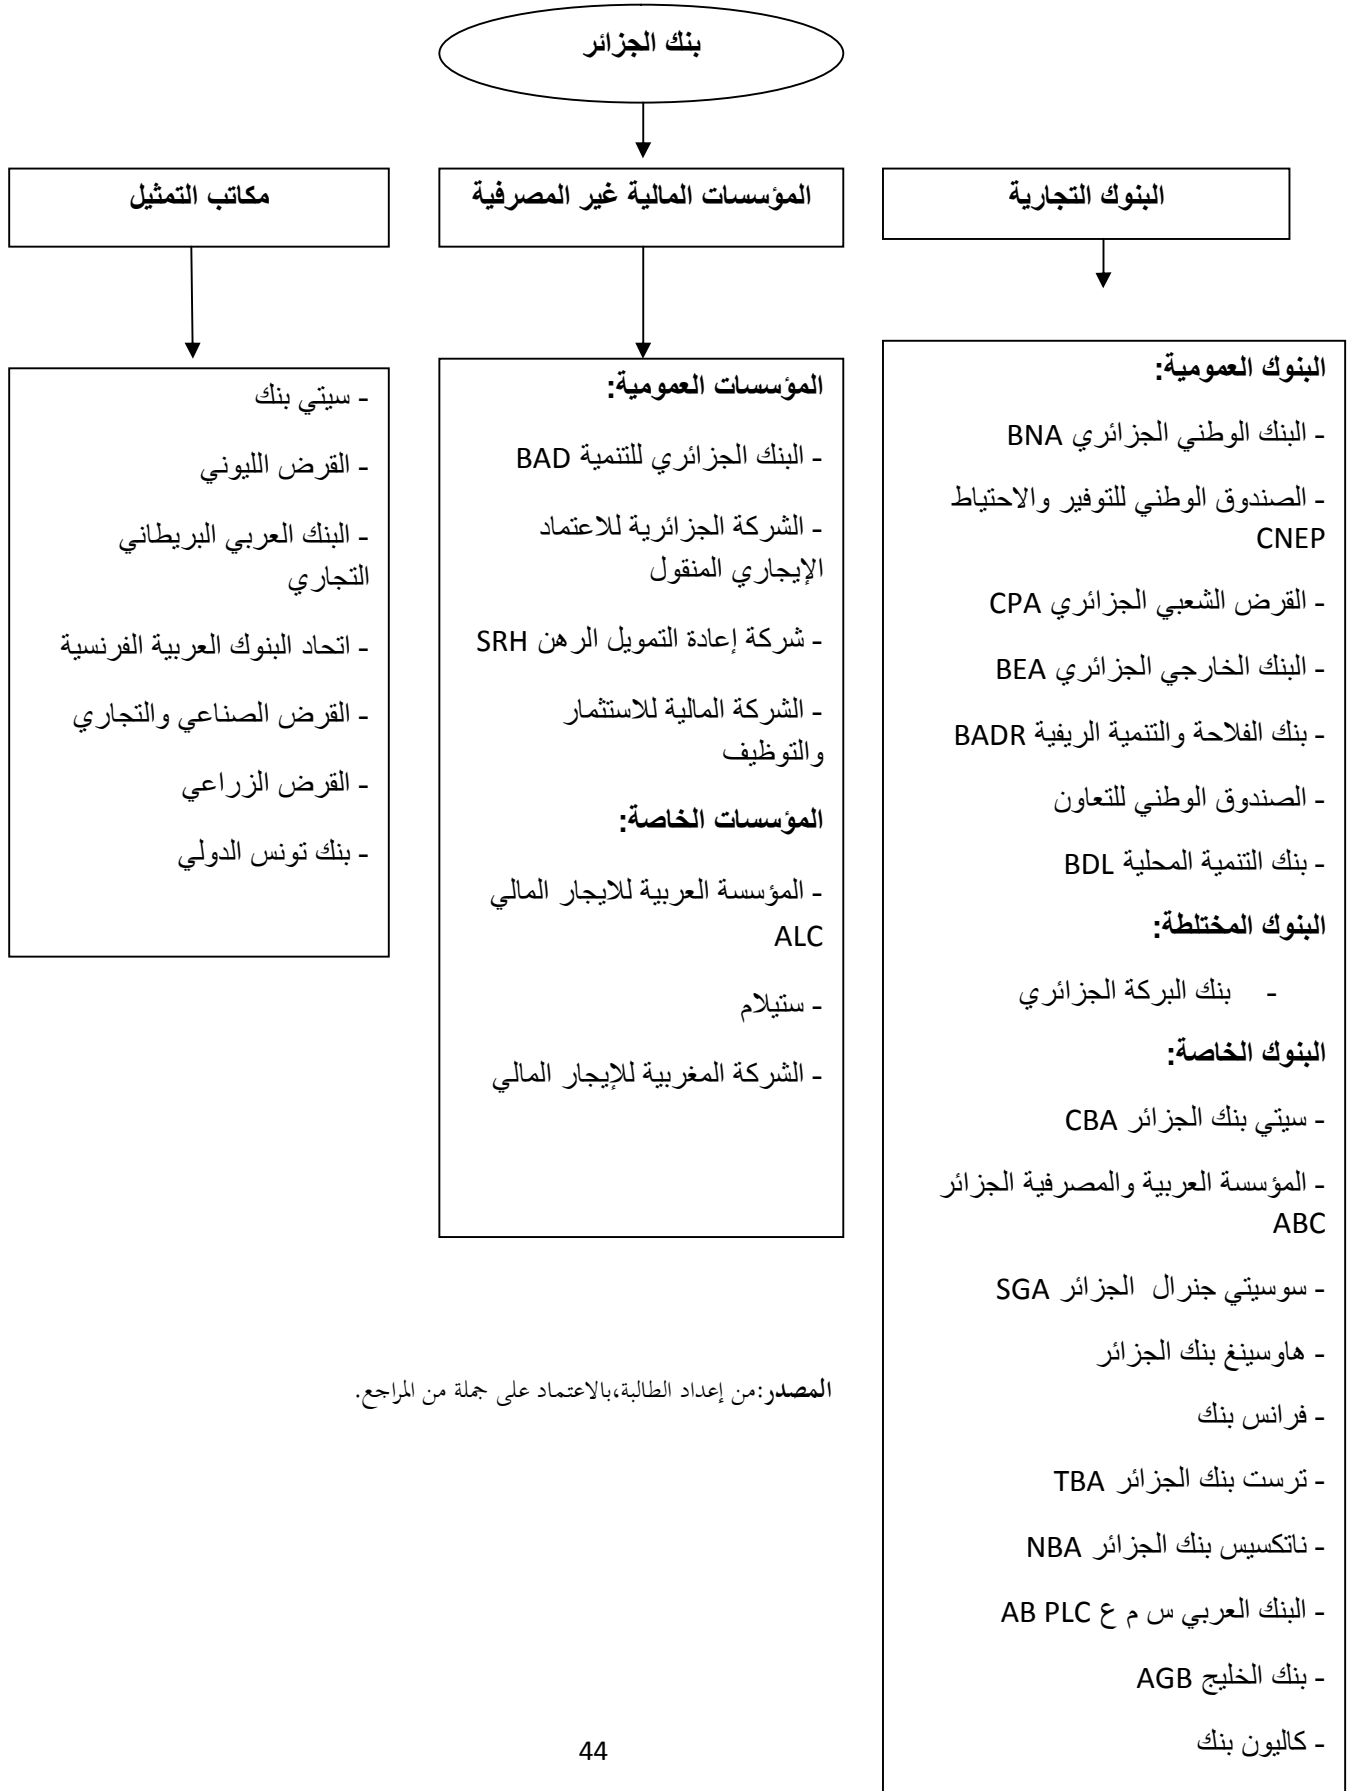 بنك الجزائر
البنوك التجارية
المؤسسات المالية غير المصرفية
مكاتب التمثيل
البنوك العمومية:
- البنك الوطني الجزائري BNA
- الصندوق الوطني للتوفير والاحتياط
CNEP
- القرض الشعبي الجزائري CPA
- البنك الخارجي الجزائري BEA
- بنك الفلاحة والتنمية الريفية BADR
- الصندوق الوطني للتعاون
- بنك التنمية المحلية BDL
البنوك المختلطة:
- بنك البركة الجزائري
البنوك الخاصة:
- سيتي بنك الجزائر CBA
- المؤسسة العربية والمصرفية الجزائر
ABC
- سوسيتي جنرال الجزائر SGA
- هاوسينغ بنك الجزائر
- فرانس بنك
- ترست بنك الجزائر TBA
- ناتكسيس بنك الجزائر NBA
- البنك العربي س م ع AB PLC
- بنك الخليج AGB
- كاليون بنك
المؤسسات العمومية:
- البنك الجزائري للتنمية BAD
- الشركة الجزائرية للاعتماد
الإيجاري المنقول
- شركة إعادة التمويل الرهن SRH
- الشركة المالية للاستثمار
والتوظيف
المؤسسات الخاصة:
- المؤسسة العربية للايجار المالي
ALC
- ستيلام
- الشركة المغربية للإيجار المالي
- سيتي بنك
- القرض الليوني
- البنك العربي البريطاني
التجاري
- اتحاد البنوك العربية الفرنسية
- القرض الصناعي والتجاري
- القرض الزراعي
- بنك تونس الدولي
المصدر:من إعداد الطالبة،بالاعتماد على جملة من المراجع.
44